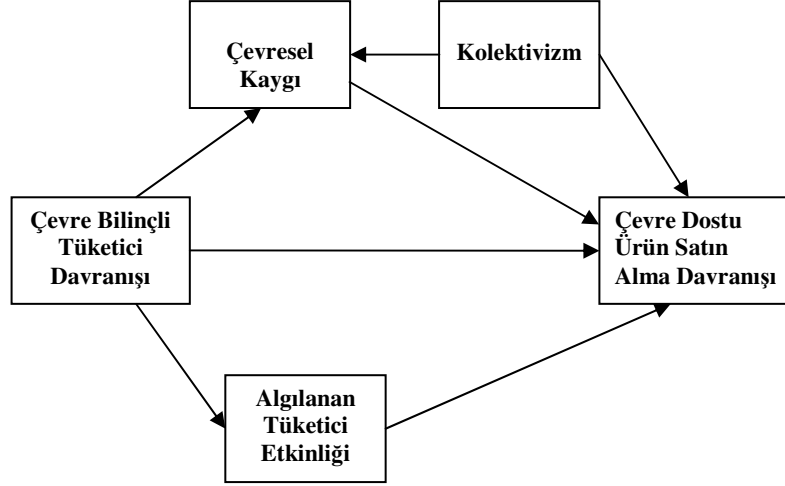 Çevresel
Kaygı
Kolektivizm
Çevre Bilinçli
Tüketici
Davranışı
Çevre Dostu
Ürün Satın
Alma Davranışı
Algılanan
Tüketici
Etkinliği